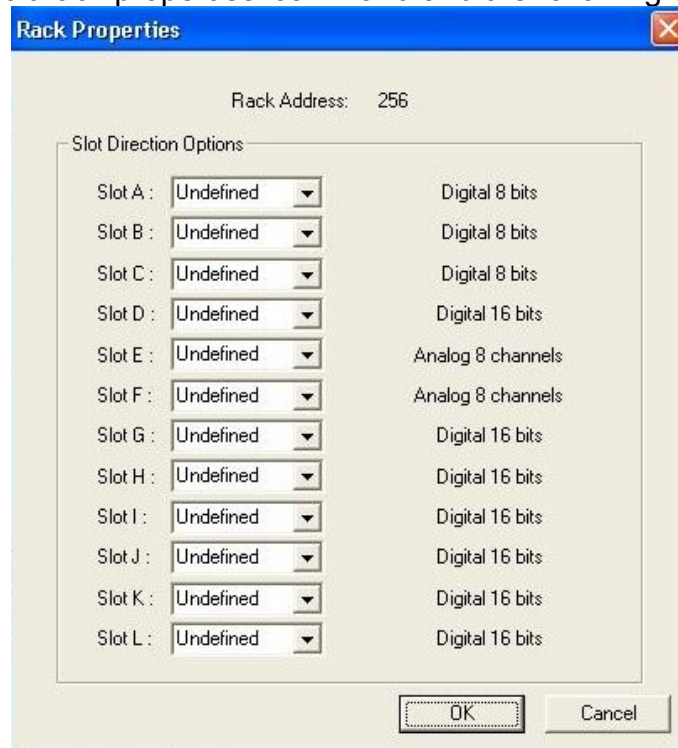 Rack Properties
Rack Address: 256
Slot Direction Options
Slot A : Undefined Digital 8 bits
Slot B : Undefined Digital 8 bits
Slot C : Undefined Digital 8 bits
Slot D : Undefined Digital 16 bits
Slot E : Undefined Analog 8 channels
Slot F : Undefined Analog 8 channels
Slot G : Undefined Digital 16 bits
Slot H : Undefined Digital 16 bits
Slot I : Undefined Digital 16 bits
Slot J : Undefined Digital 16 bits
Slot K : Undefined Digital 16 bits
Slot L : Undefined Digital 16 bits
OK Cancel